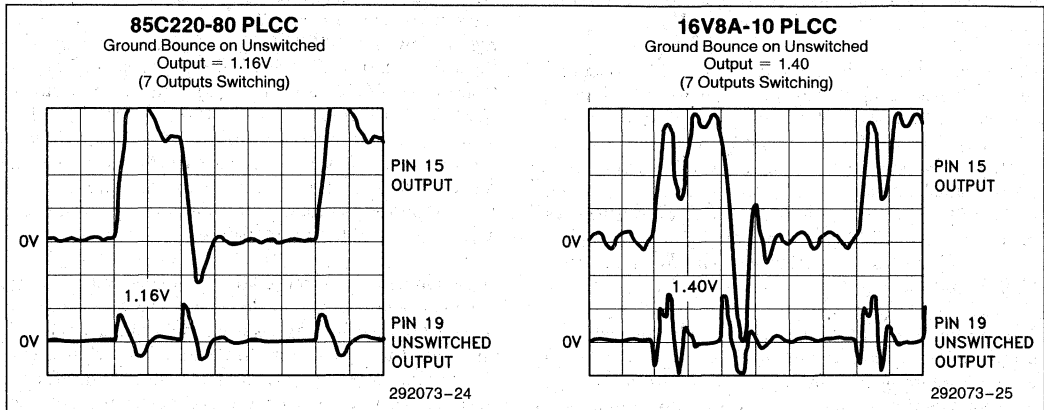 85C220-80 PLCC
Ground Bounce on Unswitched
Output = 1.16V
(7 Outputs Switching)
PIN 15
OUTPUT
0V
1.16V
0V
PIN 19
UNSWITCHED
OUTPUT
292073-24
16V8A-10 PLCC
Ground Bounce on Unswitched
Output = 1.40
(7 Outputs Switching)
PIN 15
OUTPUT
0V
1.40V
0V
PIN 19
UNSWITCHED
OUTPUT
292073-25